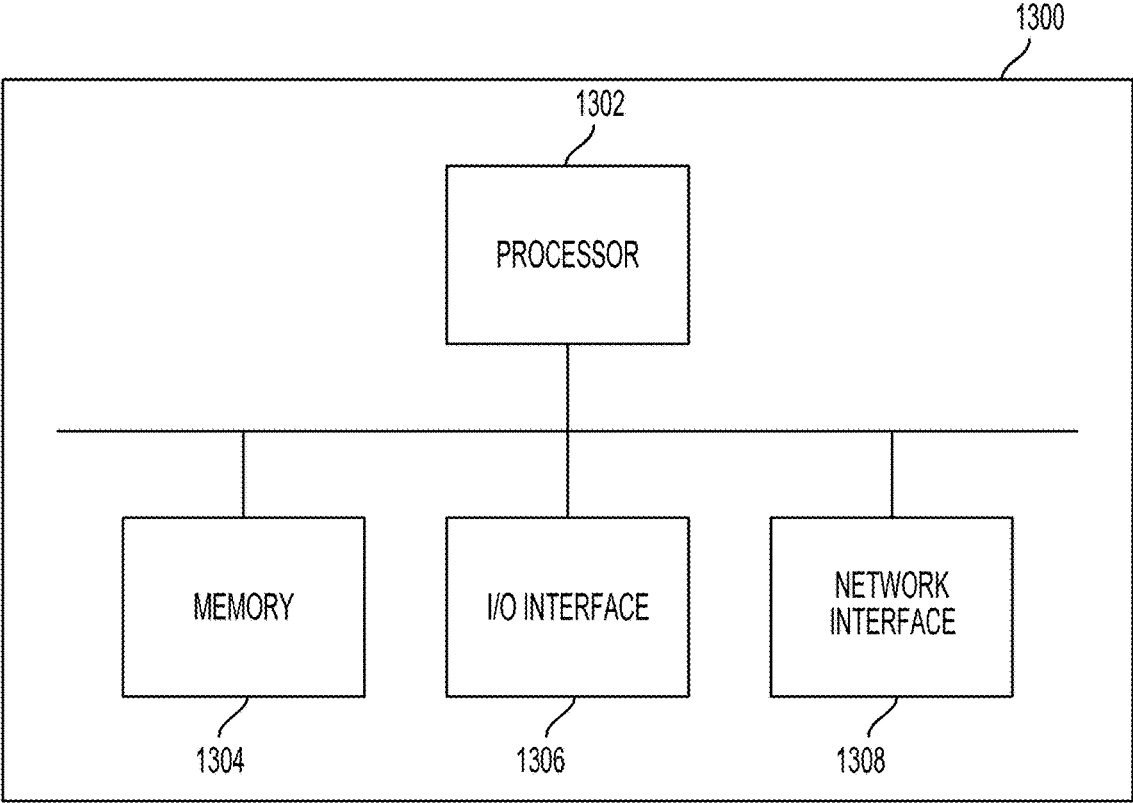 1300
1302
PROCESSOR
MEMORY
I/O INTERFACE
NETWORK
INTERFACE
1304
1306
1308